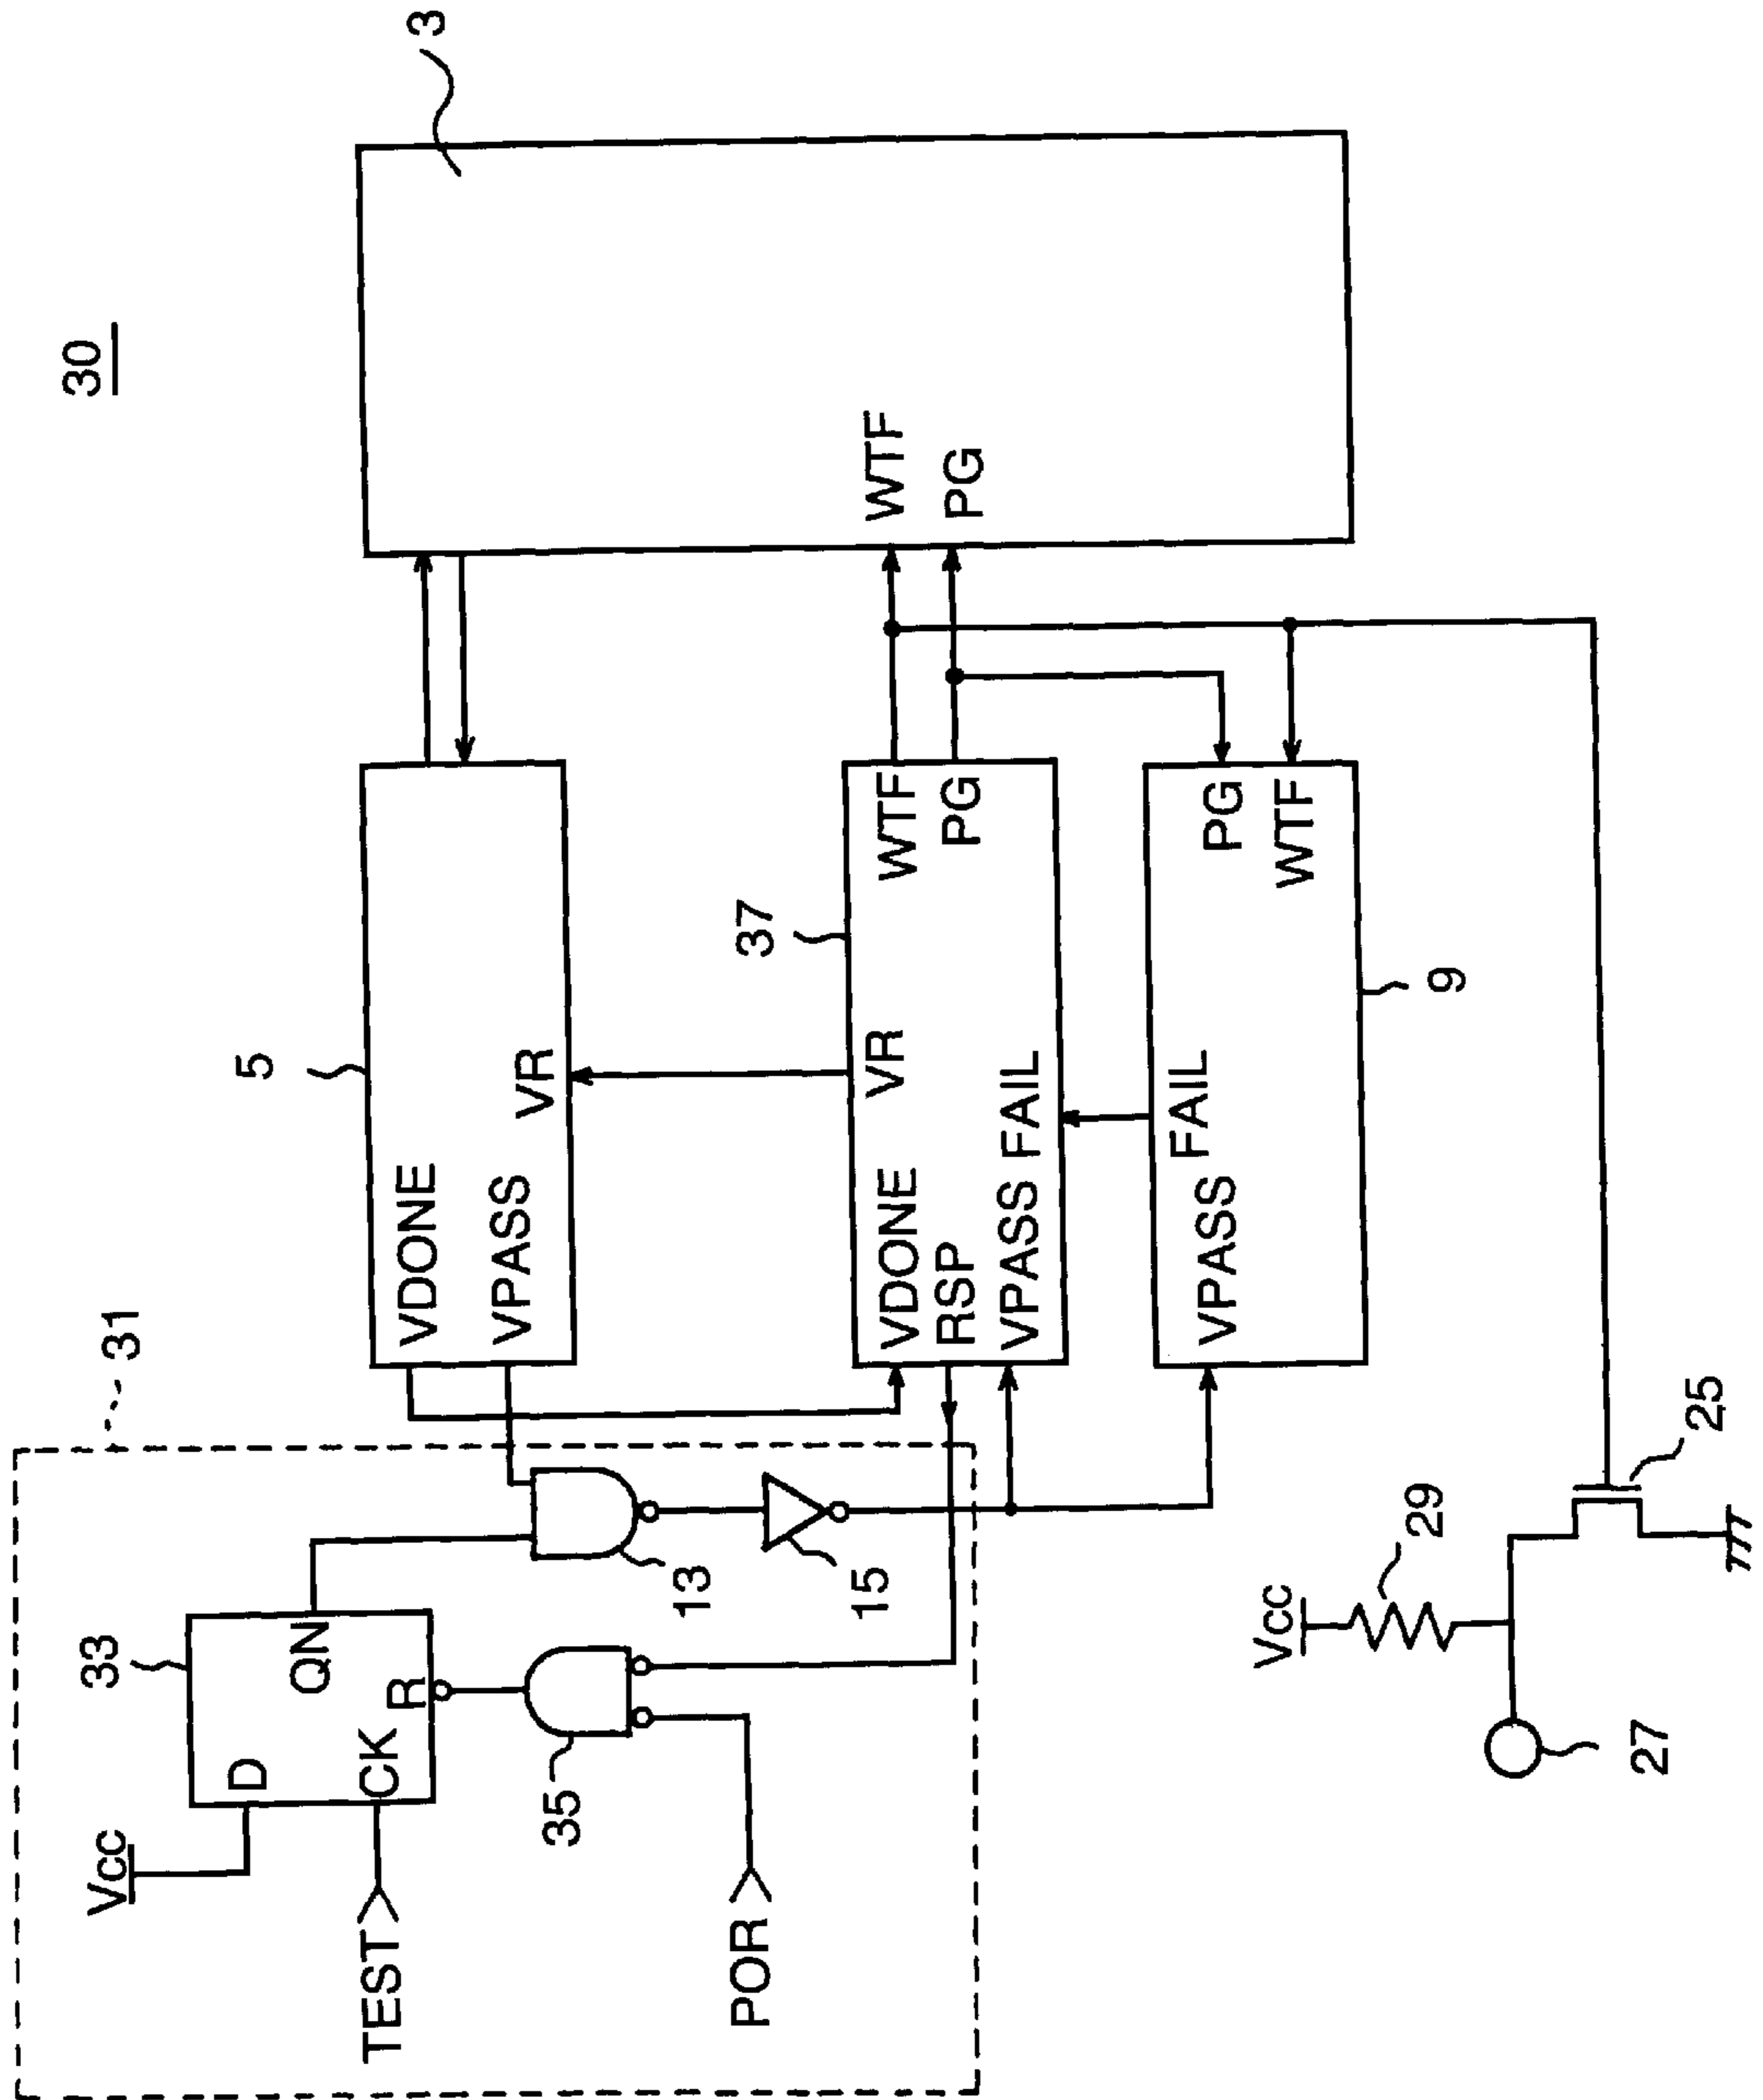 30
3
WTF
PG
5
VDONE
VPASS
VR
37
VDONE
VR
WTF
RSP
PG
VPASS FAIL
9
VPASS
FAIL
PG
WTF
31
33
Vcc
D
QN
CK
R
TEST
13
15
35
POR
Vcc
29
25
27